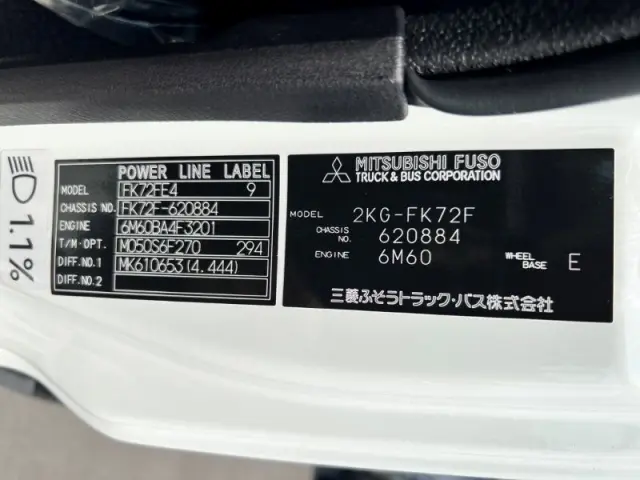 1.1%
POWER LINE LABEL
MODEL FK72FE4 9
CHASSIS NO. FK72F-620884
ENGINE 6M60BA4F3201
T/M·OPT. M050S6F270 294
DIFF.NO.1 MK610653(4.444)
DIFF.NO.2
MITSUBISHI FUSO
TRUCK & BUS CORPORATION
MODEL 2KG-FK72F
CHASSIS NO. 620884
ENGINE 6M60 WHEEL BASE E
三菱ふそうトラック・バス株式会社